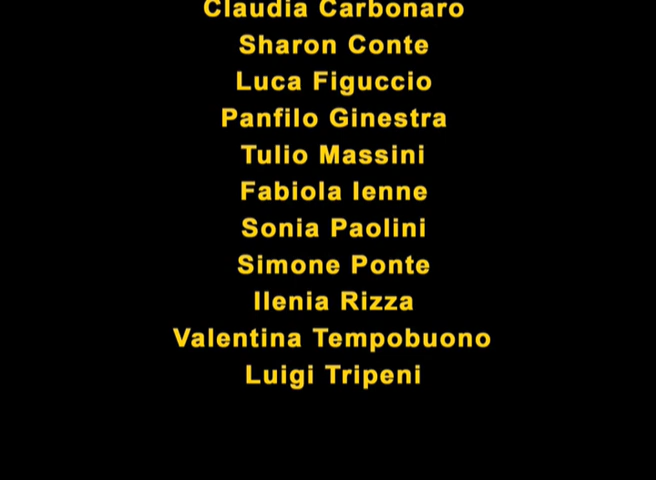 Claudia Carbonaro
Sharon Conte
Luca Figuccio
Panfilo Ginestra
Tulio Massini
Fabiola Ienne
Sonia Paolini
Simone Ponte
Ilenia Rizza
Valentina Tempobuono
Luigi Tripeni